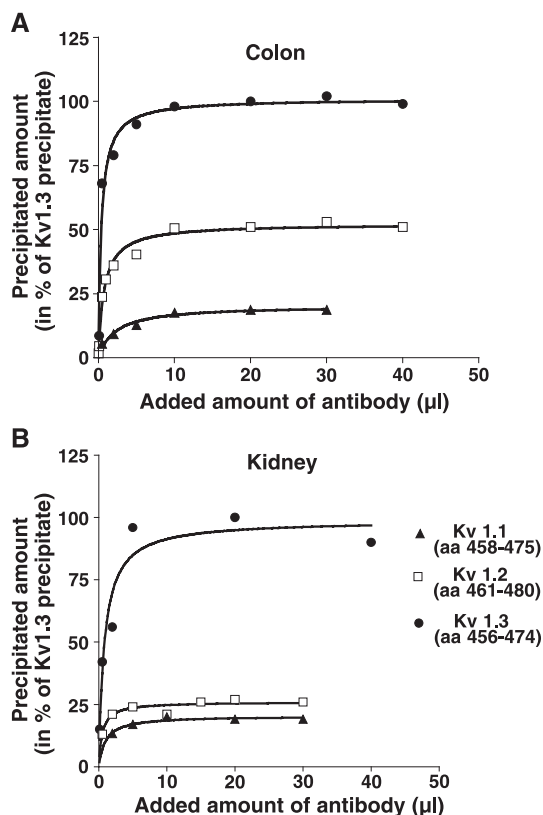 A
Colon
Precipitated amount
(in % of Kv1.3 precipitate)
125
100
75
50
25
0
0 10 20 30 40 50
Added amount of antibody (µl)
B
Kidney
Precipitated amount
(in % of Kv1.3 precipitate)
125
100
75
50
25
0
0 10 20 30 40 50
Added amount of antibody (µl)
Kv 1.1
(aa 458-475)
Kv 1.2
(aa 461-480)
Kv 1.3
(aa 456-474)